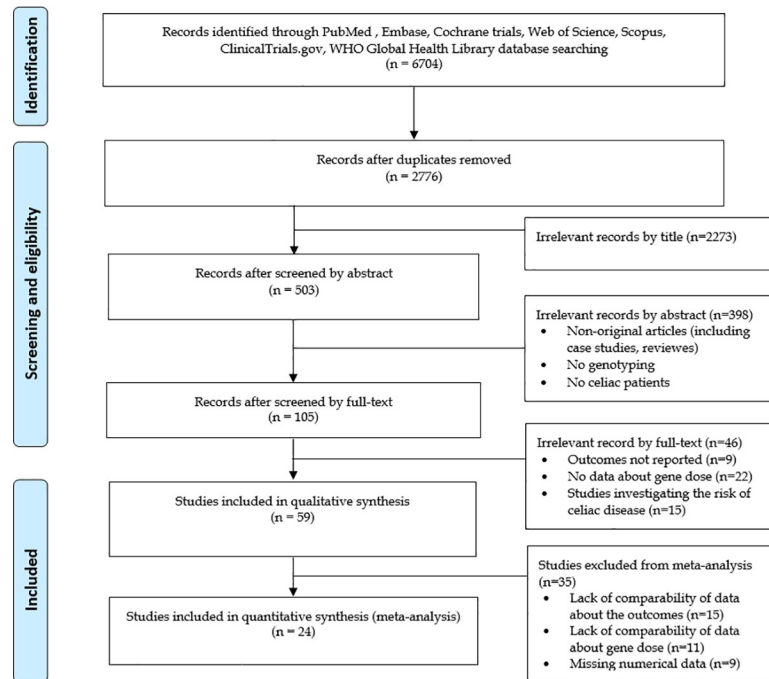 Identification
Records identified through PubMed , Embase, Cochrane trials, Web of Science, Scopus,
ClinicalTrials.gov, WHO Global Health Library database searching
(n = 6704)
Screening and eligibility
Records after duplicates removed
(n = 2776)
Irrelevant records by title (n=2273)
Records after screened by abstract
(n = 503)
Irrelevant records by abstract (n=398)
• Non-original articles (including
case studies, reviewes)
• No genotyping
• No celiac patients
Records after screened by full-text
(n = 105)
Irrelevant record by full-text (n=46)
• Outcomes not reported (n=9)
• No data about gene dose (n=22)
• Studies investigating the risk of
celiac disease (n=15)
Included
Studies included in qualitative synthesis
(n = 59)
Studies excluded from meta-analysis
(n=35)
• Lack of comparability of data
about the outcomes (n=15)
• Lack of comparability of data
about gene dose (n=11)
• Missing numerical data (n=9)
Studies included in quantitative synthesis (meta-analysis)
(n = 24)